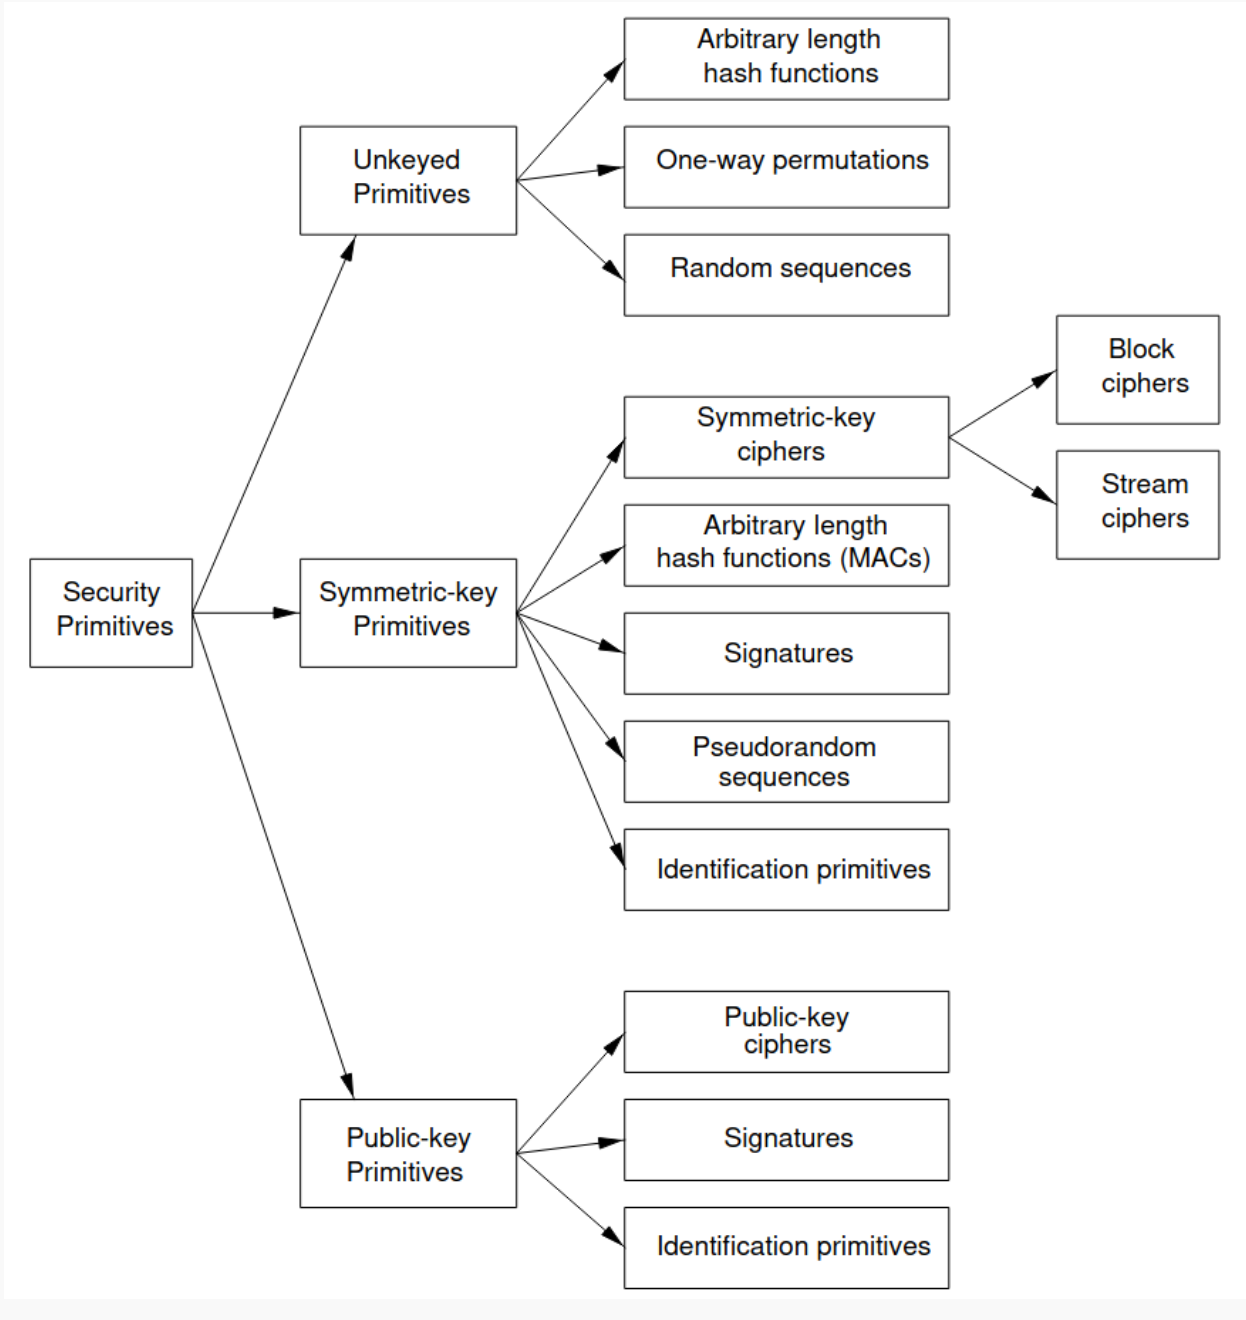 Arbitrary length
hash functions
Unkeyed
Primitives
One-way permutations
Random sequences
Block
ciphers
Symmetric-key
ciphers
Stream
ciphers
Arbitrary length
hash functions (MACs)
Security
Primitives
Symmetric-key
Primitives
Signatures
Pseudorandom
sequences
Identification primitives
Public-key
ciphers
Public-key
Primitives
Signatures
Identification primitives